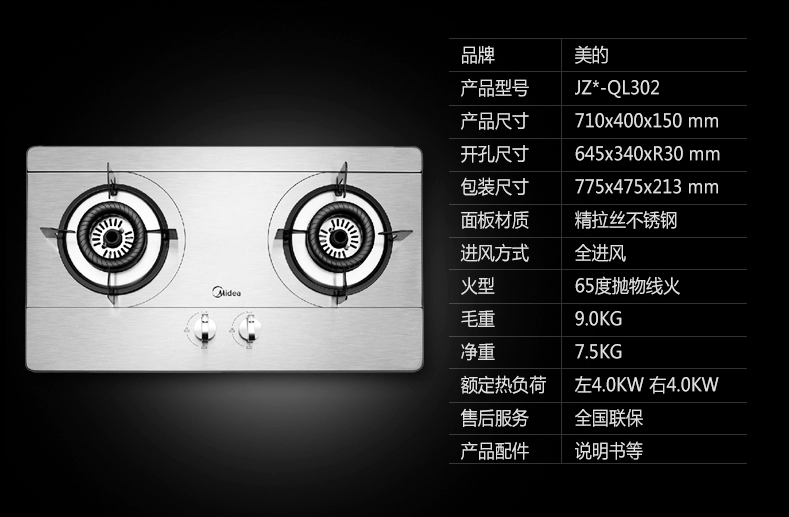 品牌 美的
产品型号 JZ*-QL302
产品尺寸 710x400x150 mm
开孔尺寸 645x340xR30 mm
包装尺寸 775x475x213 mm
面板材质 精拉丝不锈钢
进风方式 全进风
火型 65度抛物线火
毛重 9.0KG
净重 7.5KG
额定热负荷 左4.0KW 右4.0KW
售后服务 全国联保
产品配件 说明书等
Midea